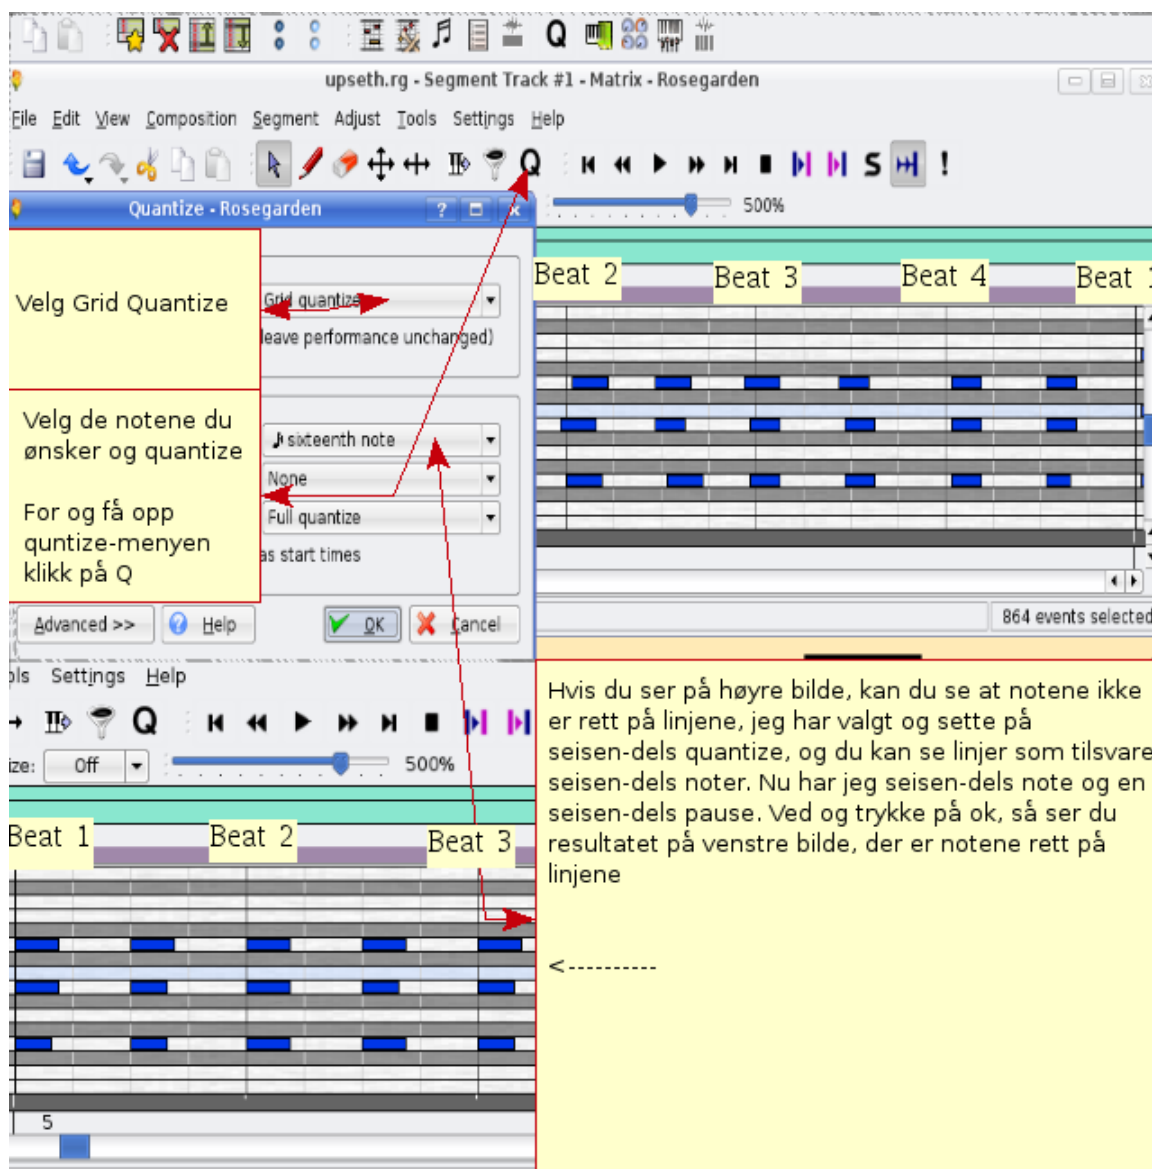 Q
upseth.rg - Segment Track #1 - Matrix - Rosegarden
File Edit View Composition Segment Adjust Tools Settings Help
Q S !
Quantize - Rosegarden ?
500%
Velg Grid Quantize
Grid quantize
leave performance unchanged)
Beat 2 Beat 3 Beat 4 Beat 1
Velg de notene du
ønsker og quantize
For og få opp
quntize-menyen
klikk på Q
sixteenth note
None
Full quantize
as start times
Advanced >> Help OK Cancel
864 events selected
ols Settings Help
Q
ize: Off 500%
Beat 1 Beat 2 Beat 3
5
Hvis du ser på høyre bilde, kan du se at notene ikke
er rett på linjene, jeg har valgt og sette på
seisen-dels quantize, og du kan se linjer som tilsvare
seisen-dels noter. Nu har jeg seisen-dels note og en
seisen-dels pause. Ved og trykke på ok, så ser du
resultatet på venstre bilde, der er notene rett på
linjene
<----------